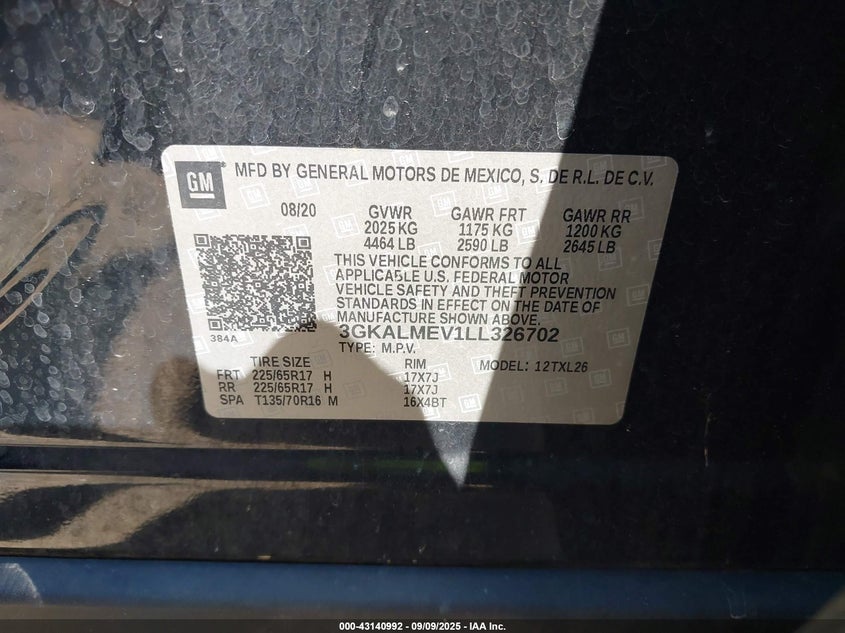 GM
MFD BY GENERAL MOTORS DE MEXICO, S. DE R.L. DE C.V.
08/20 GVWR GAWR FRT GAWR RR
2025 KG 1175 KG 1200 KG
4464 LB 2590 LB 2645 LB
THIS VEHICLE CONFORMS TO ALL
APPLICABLE U.S. FEDERAL MOTOR
VEHICLE SAFETY AND THEFT PREVENTION
STANDARDS IN EFFECT ON THE DATE OF
MANUFACTURE SHOWN ABOVE.
384A
3GKALMEV1LL326702
TYPE: M.P.V.
TIRE SIZE RIM MODEL: 12TXL26
FRT 225/65R17 H 17X7J
RR 225/65R17 H 17X7J
SPA T135/70R16 M 16X4BT
000-43140992 - 09/09/2025 - IAA Inc.